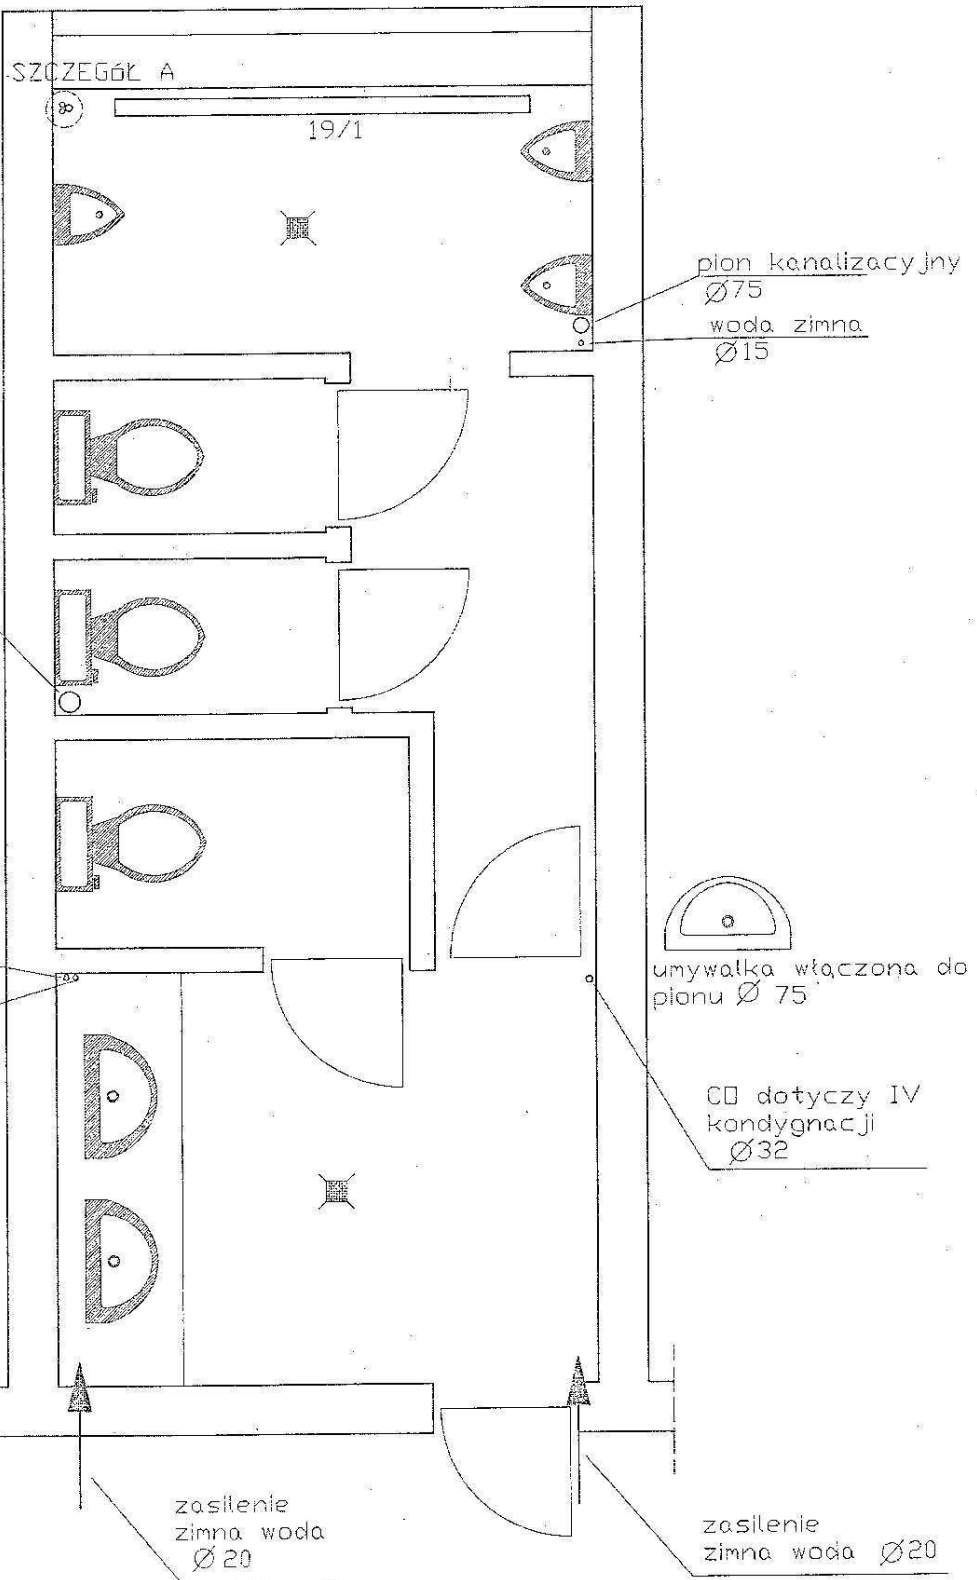 SZCZEGÓŁ A
19/1
pion kanalizacyjny
Ø75
woda zimna
Ø15
umywalka włączona do
pionu Ø 75
CO dotyczy IV
kondygnacji
Ø32
zasilenie
zimna woda
Ø20
zasilenie
zimna woda Ø20